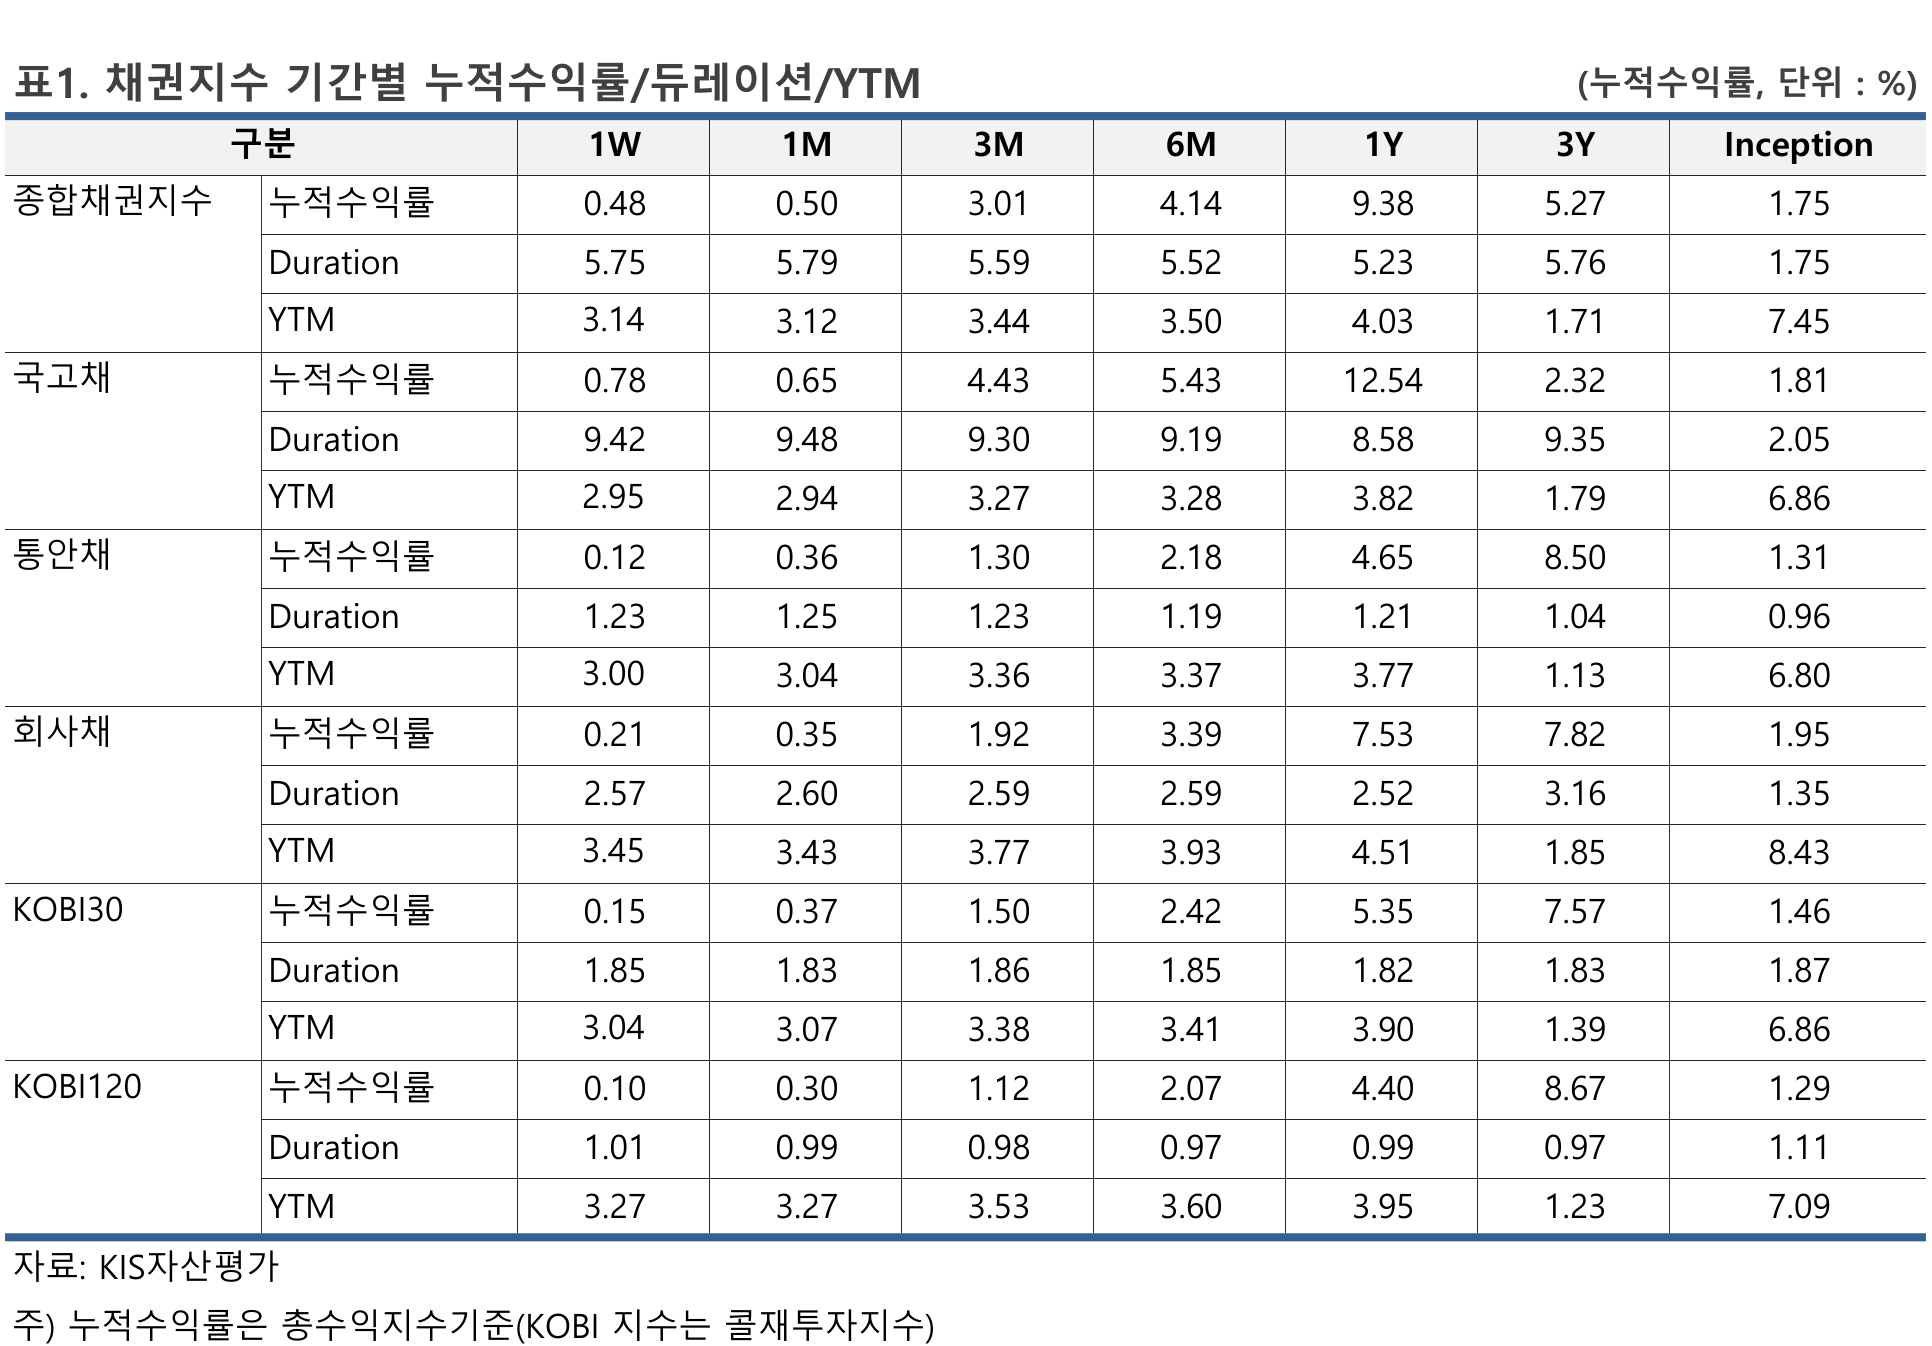 표1. 채권지수 기간별 누적수익률/듀레이션/YTM (누적수익률, 단위 : %)
구분 1W 1M 3M 6M 1Y 3Y Inception
종합채권지수 누적수익률 0.48 0.50 3.01 4.14 9.38 5.27 1.75
Duration 5.75 5.79 5.59 5.52 5.23 5.76 1.75
YTM 3.14 3.12 3.44 3.50 4.03 1.71 7.45
국고채 누적수익률 0.78 0.65 4.43 5.43 12.54 2.32 1.81
Duration 9.42 9.48 9.30 9.19 8.58 9.35 2.05
YTM 2.95 2.94 3.27 3.28 3.82 1.79 6.86
통안채 누적수익률 0.12 0.36 1.30 2.18 4.65 8.50 1.31
Duration 1.23 1.25 1.23 1.19 1.21 1.04 0.96
YTM 3.00 3.04 3.36 3.37 3.77 1.13 6.80
회사채 누적수익률 0.21 0.35 1.92 3.39 7.53 7.82 1.95
Duration 2.57 2.60 2.59 2.59 2.52 3.16 1.35
YTM 3.45 3.43 3.77 3.93 4.51 1.85 8.43
KOBI30 누적수익률 0.15 0.37 1.50 2.42 5.35 7.57 1.46
Duration 1.85 1.83 1.86 1.85 1.82 1.83 1.87
YTM 3.04 3.07 3.38 3.41 3.90 1.39 6.86
KOBI120 누적수익률 0.10 0.30 1.12 2.07 4.40 8.67 1.29
Duration 1.01 0.99 0.98 0.97 0.99 0.97 1.11
YTM 3.27 3.27 3.53 3.60 3.95 1.23 7.09
자료: KIS자산평가
주) 누적수익률은 총수익지수기준(KOBI 지수는 콜재투자지수)